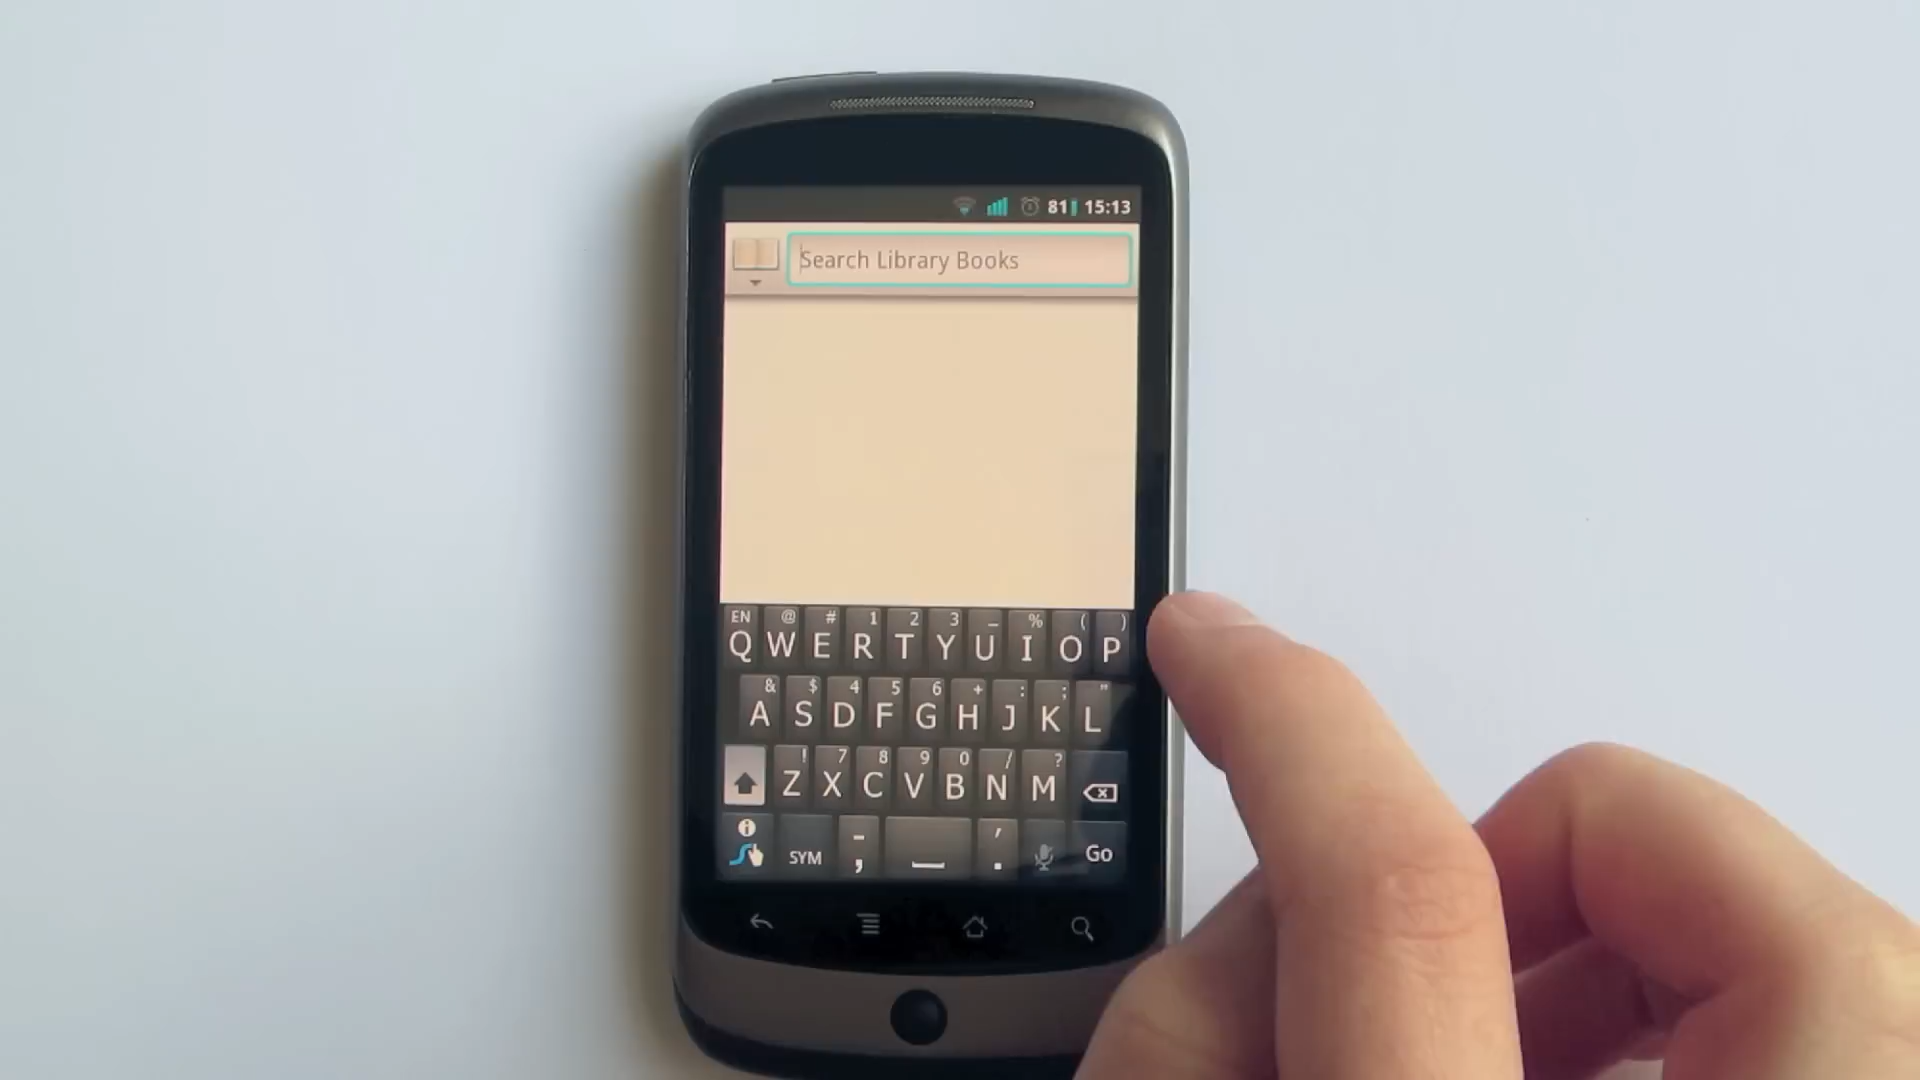 81 15:13
Search Library Books
EN @ # 1 2 3 _ % ( )
Q W E R T Y U I O P
& $ 4 5 6 + : ; "
A S D F G H J K L
! 7 8 9 0 / ?
Z X C V B N M
i - '
SYM , . Go